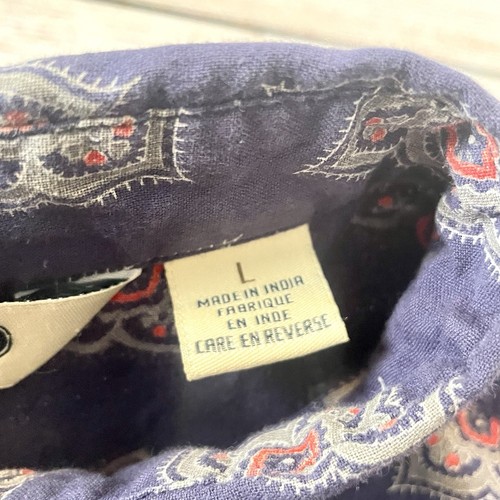 L
MADE IN INDIA
FABRIQUE
EN INDE
CARE EN REVERSE